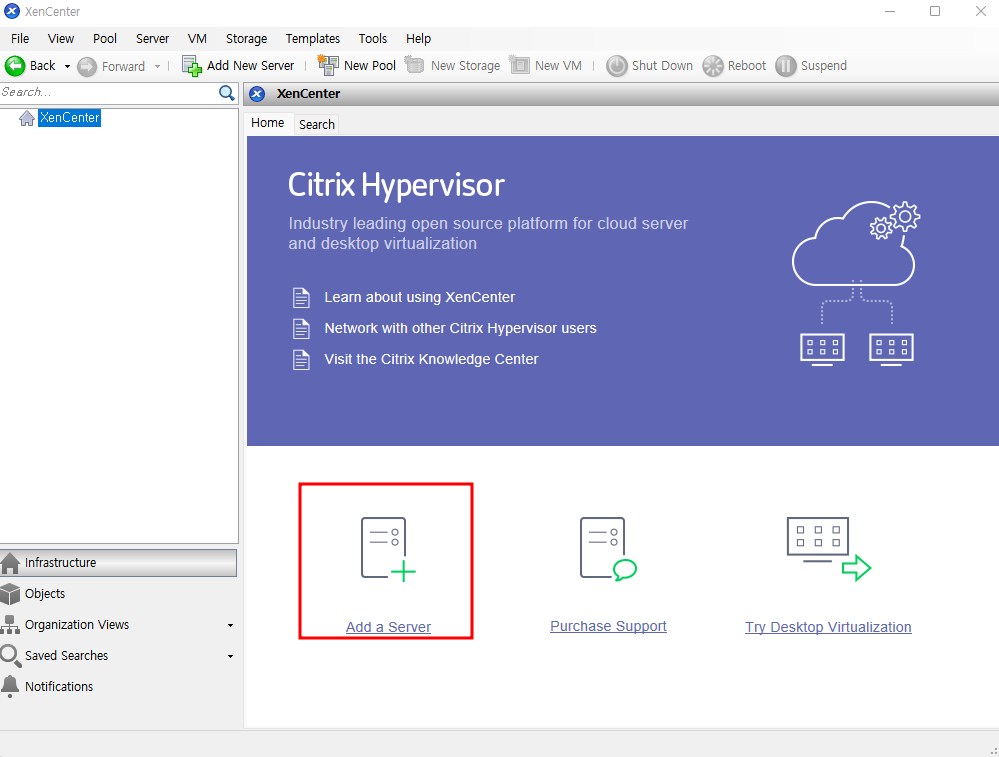 XenCenter
File View Pool Server VM Storage Templates Tools Help
Back Forward Add New Server New Pool New Storage New VM Shut Down Reboot Suspend
Search...
XenCenter
XenCenter
Home Search
Citrix Hypervisor
Industry leading open source platform for cloud server
and desktop virtualization
Learn about using XenCenter
Network with other Citrix Hypervisor users
Visit the Citrix Knowledge Center
Infrastructure
Objects
Organization Views
Saved Searches
Notifications
Add a Server
Purchase Support
Try Desktop Virtualization